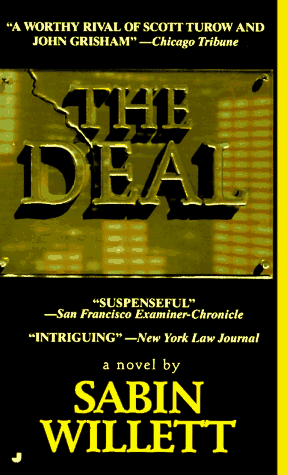 "A WORTHY RIVAL OF SCOTT TUROW AND
JOHN GRISHAM" —Chicago Tribune
THE
DEAL
"SUSPENSEFUL"
—San Francisco Examiner-Chronicle
"INTRIGUING" —New York Law Journal
a novel by
SABIN
WILLETT
J